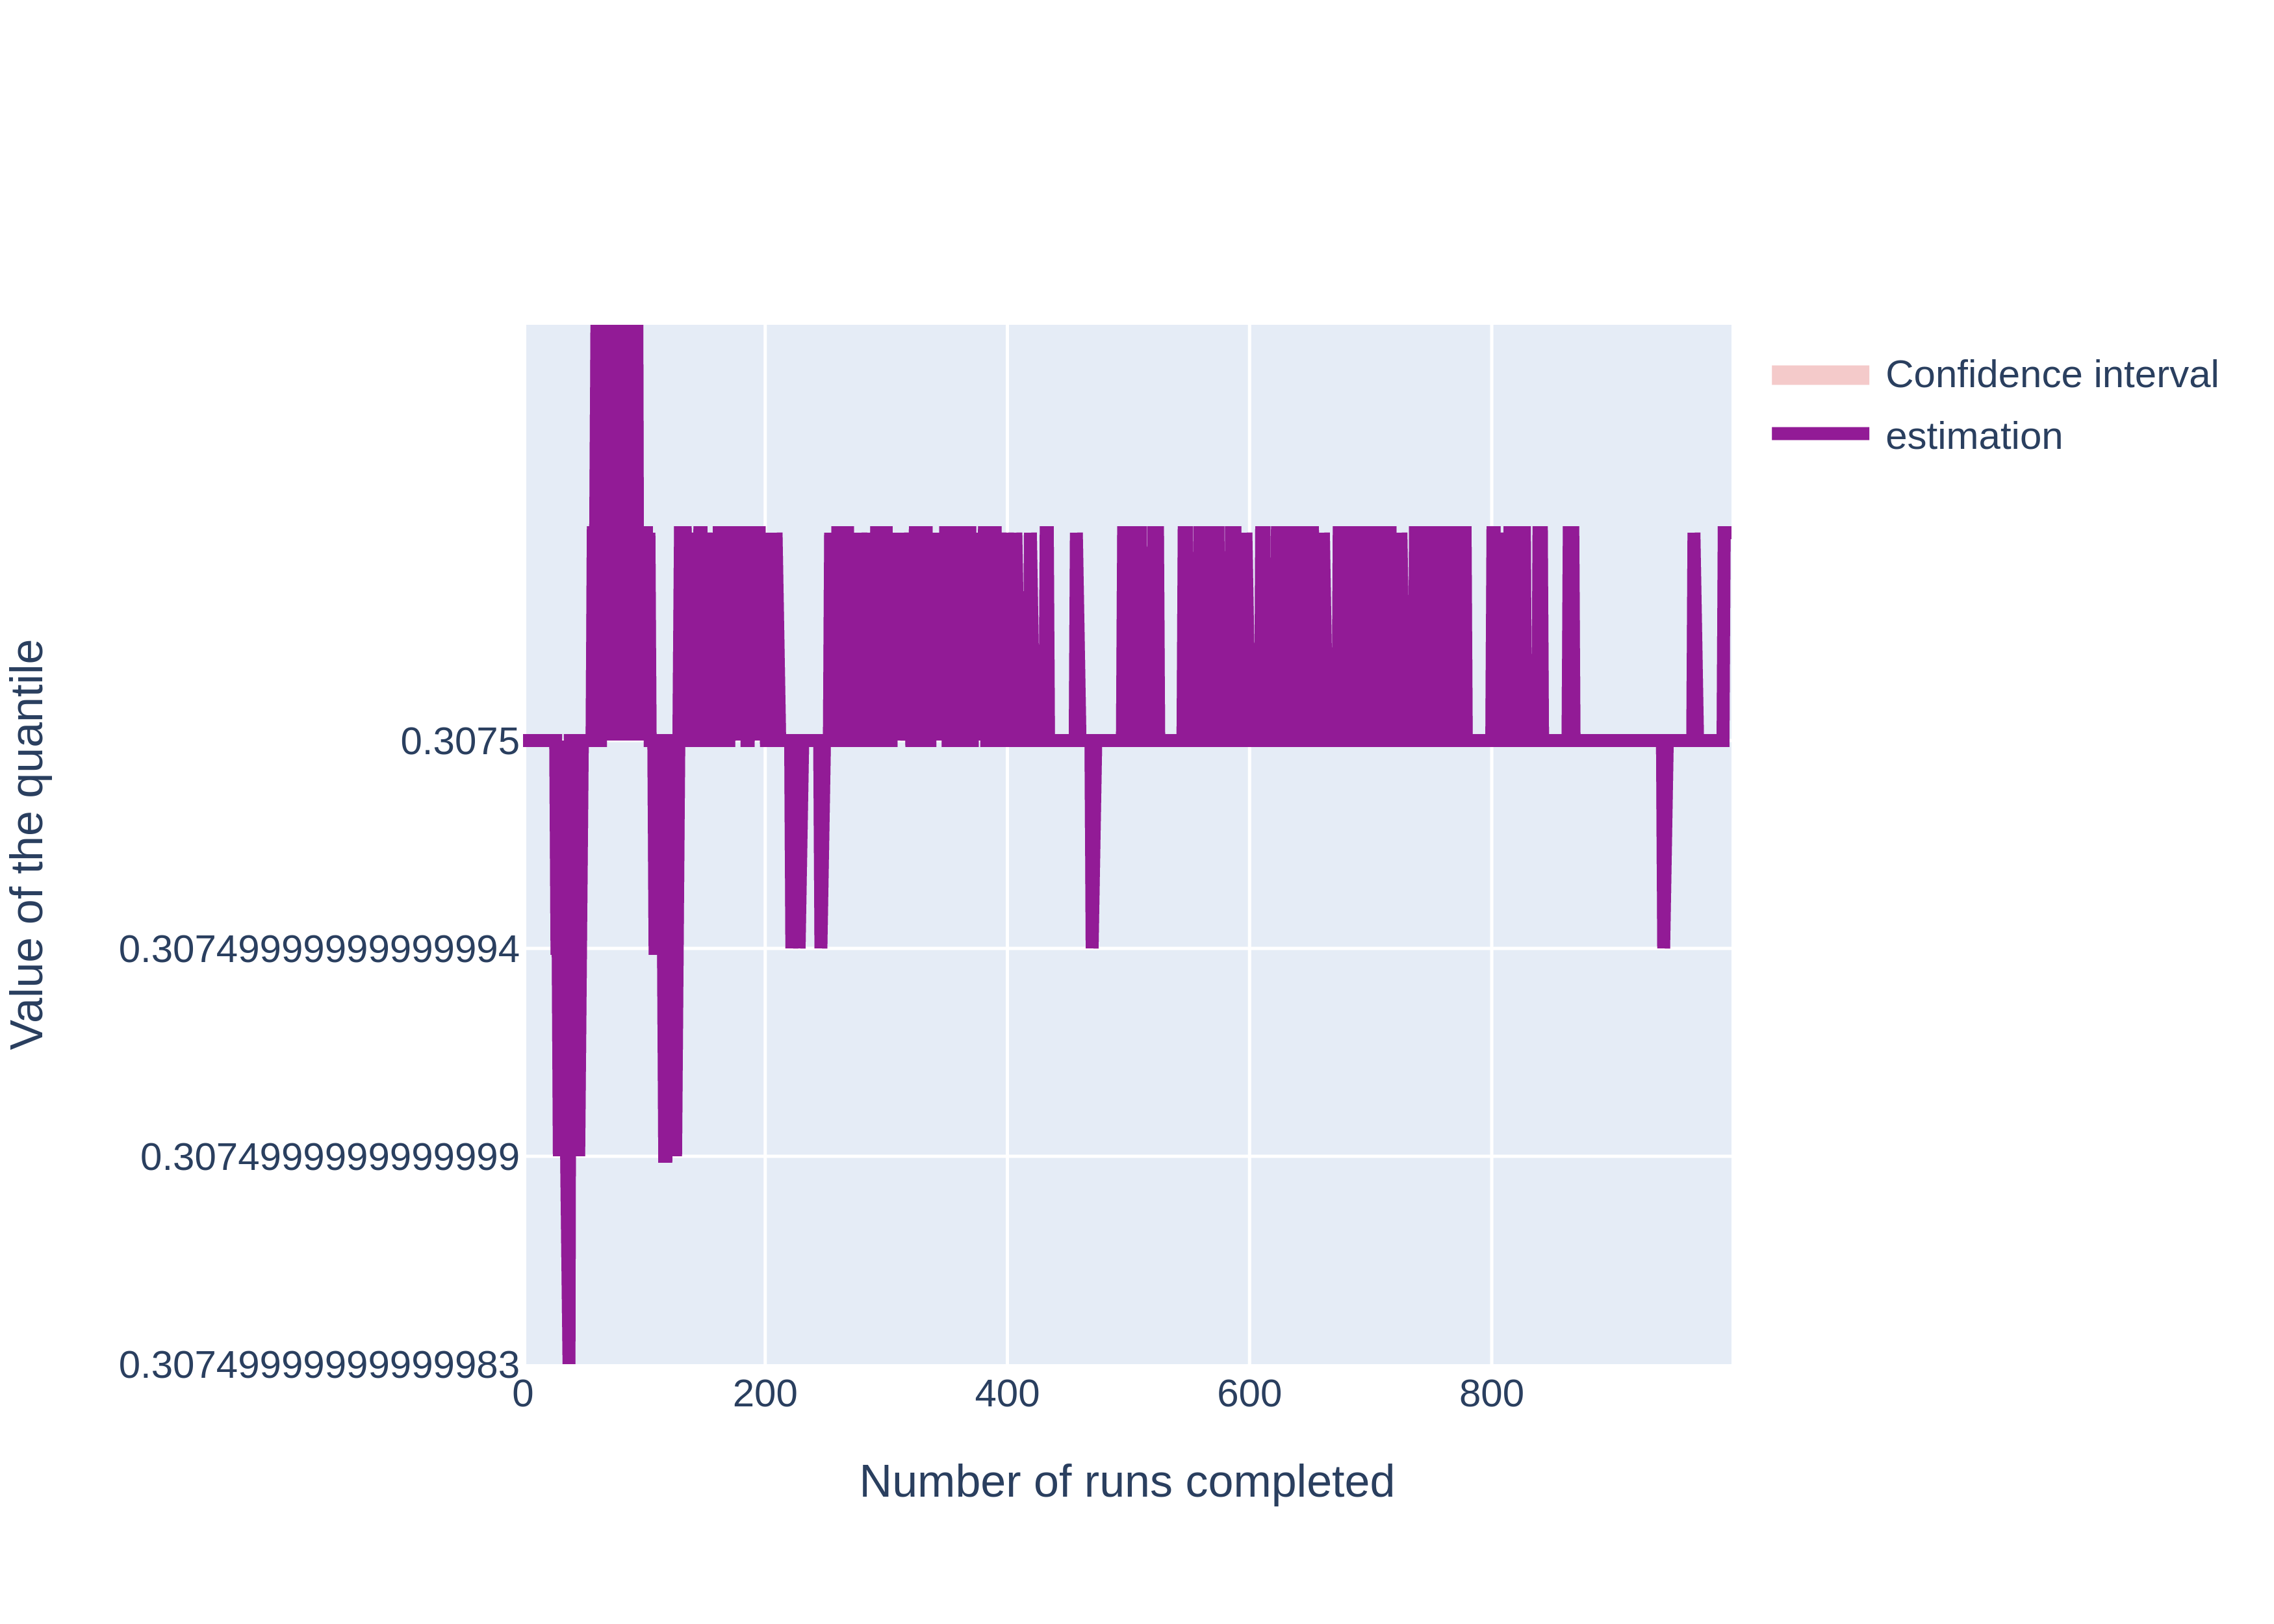 Confidence interval
estimation
Value of the quantile
0.3075
0.30749999999999994
0.3074999999999999
0.30749999999999983
0 200 400 600 800
Number of runs completed